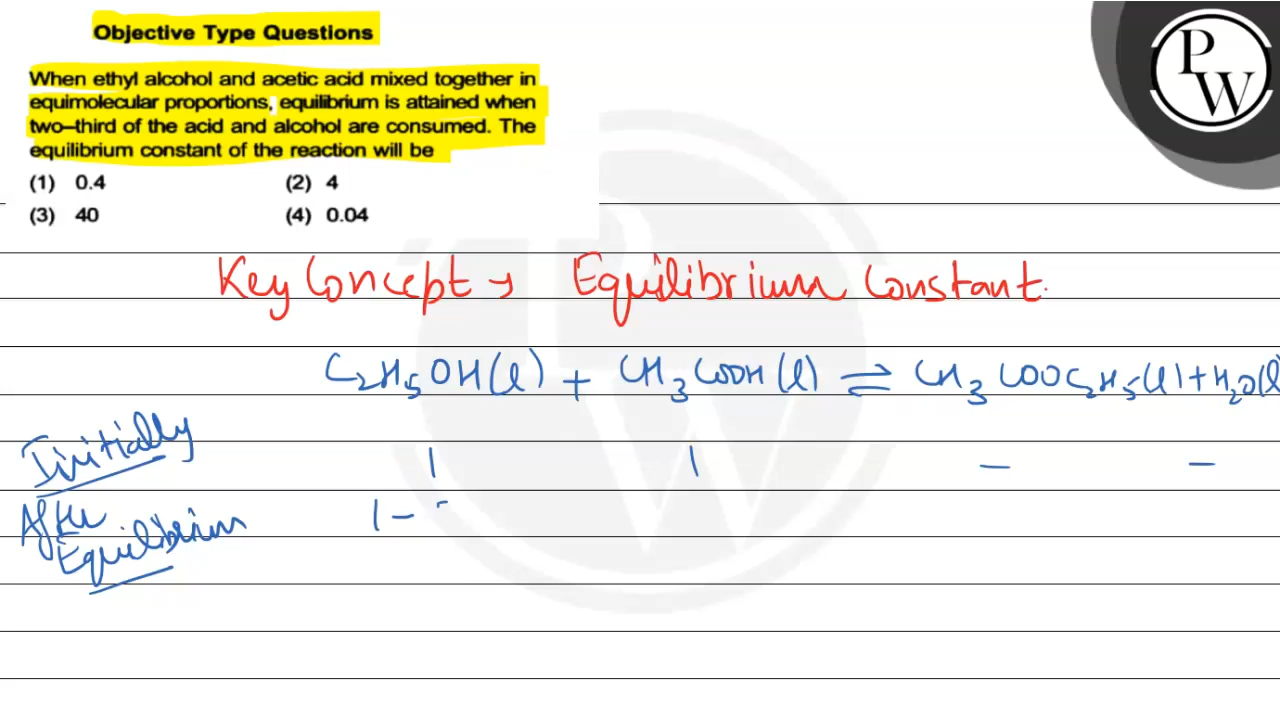 Objective Type Questions
When ethyl alcohol and acetic acid mixed together in
equimolecular proportions, equilibrium is attained when
two–third of the acid and alcohol are consumed. The
equilibrium constant of the reaction will be
(1) 0.4 (2) 4
(3) 40 (4) 0.04
P
W
Key Concept → Equilibrium Constant.
C₂H₅OH(l) + CH₃COOH(l) ⇌ CH₃COOC₂H₅(l) + H₂O(l
Initially 1 1 – –
After 1 –
Equilibrium